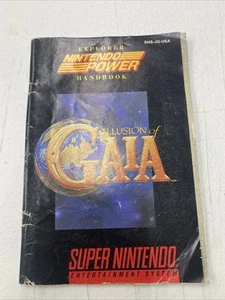 SNS-JG-USA
EXPLORER
NINTENDO
POWER
HANDBOOK
ILLUSION of
GAIA
SUPER NINTENDO
ENTERTAINMENT SYSTEM